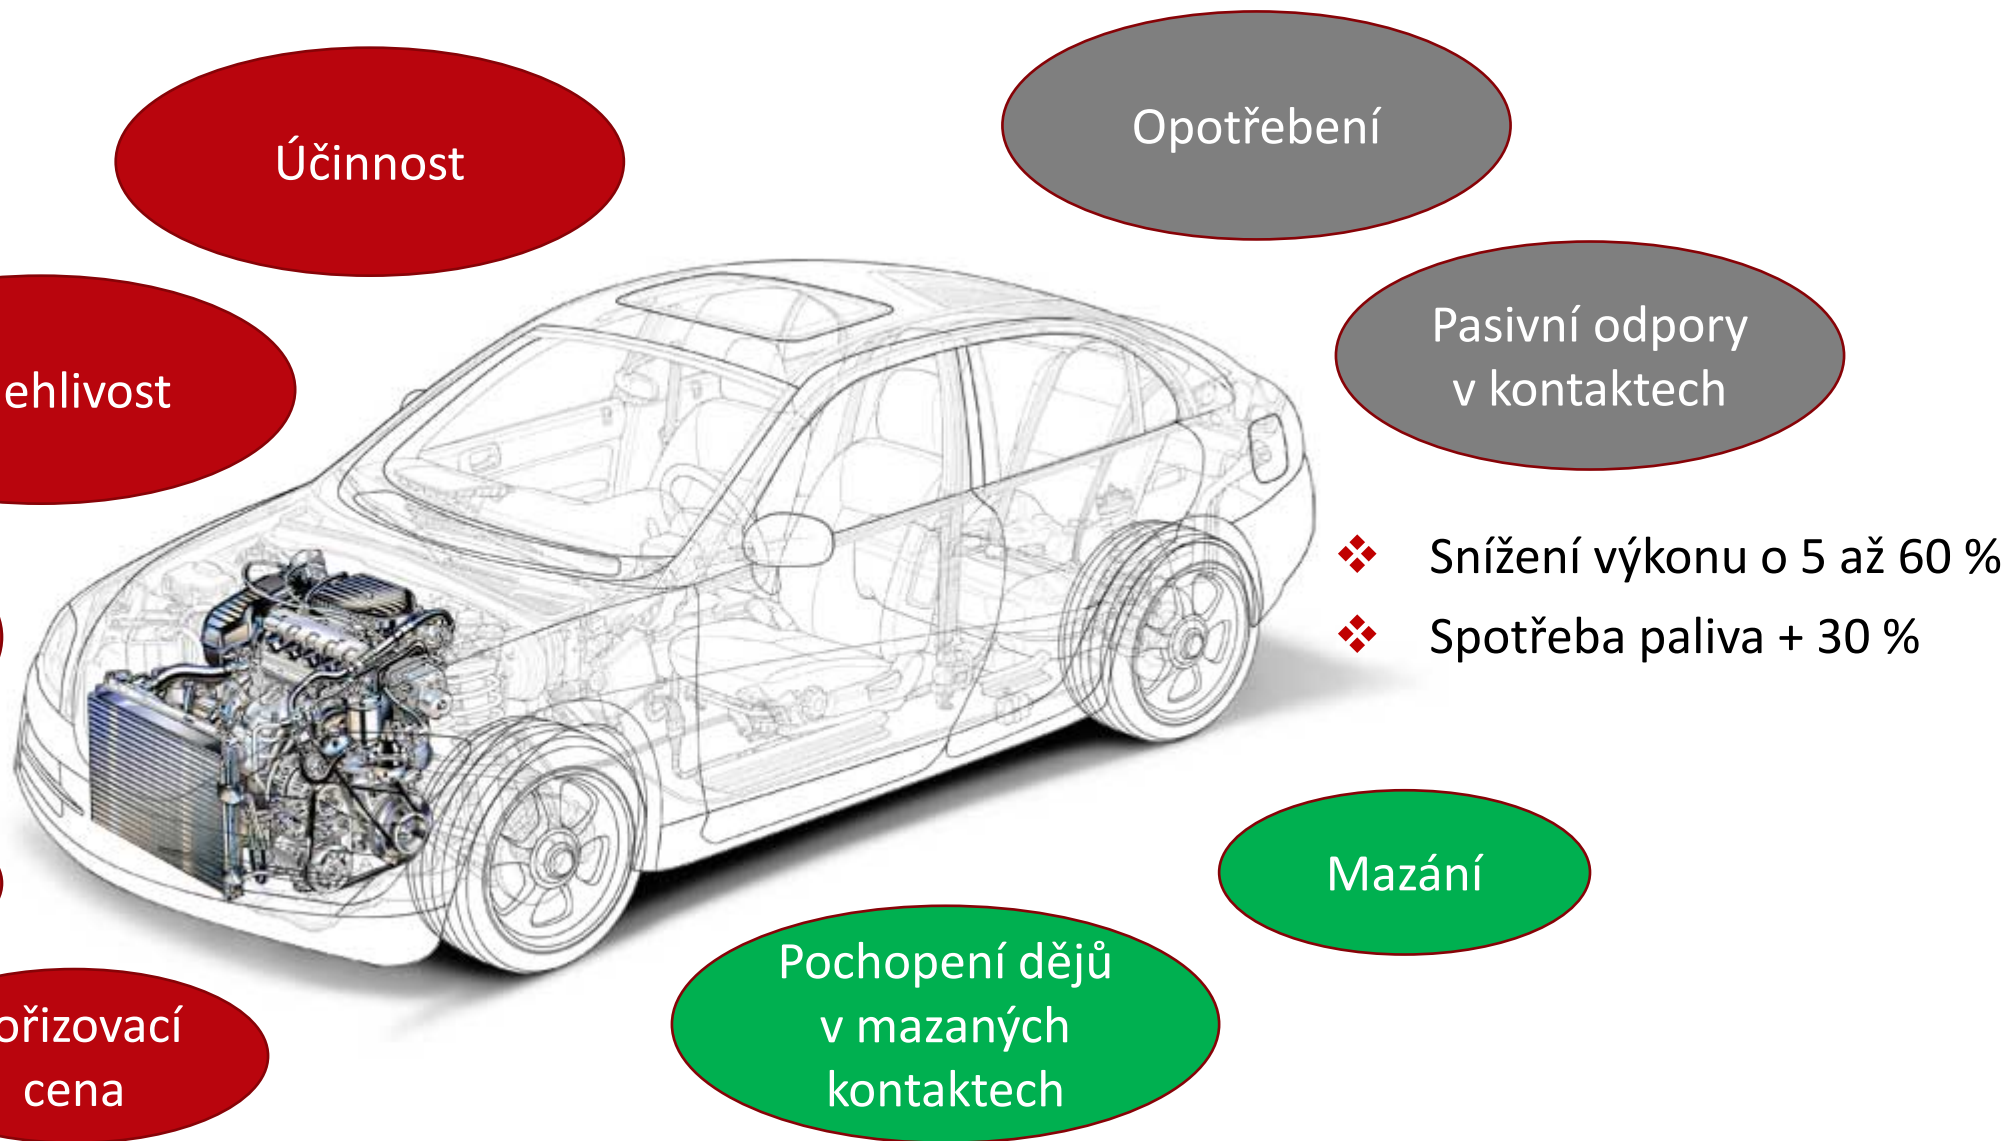 Účinnost
Opotřebení
Pasivní odpory
v kontaktech
ehlivost
❖ Snížení výkonu o 5 až 60 %
❖ Spotřeba paliva + 30 %
Mazání
Pochopení dějů
v mazaných
kontaktech
ořizovací
cena